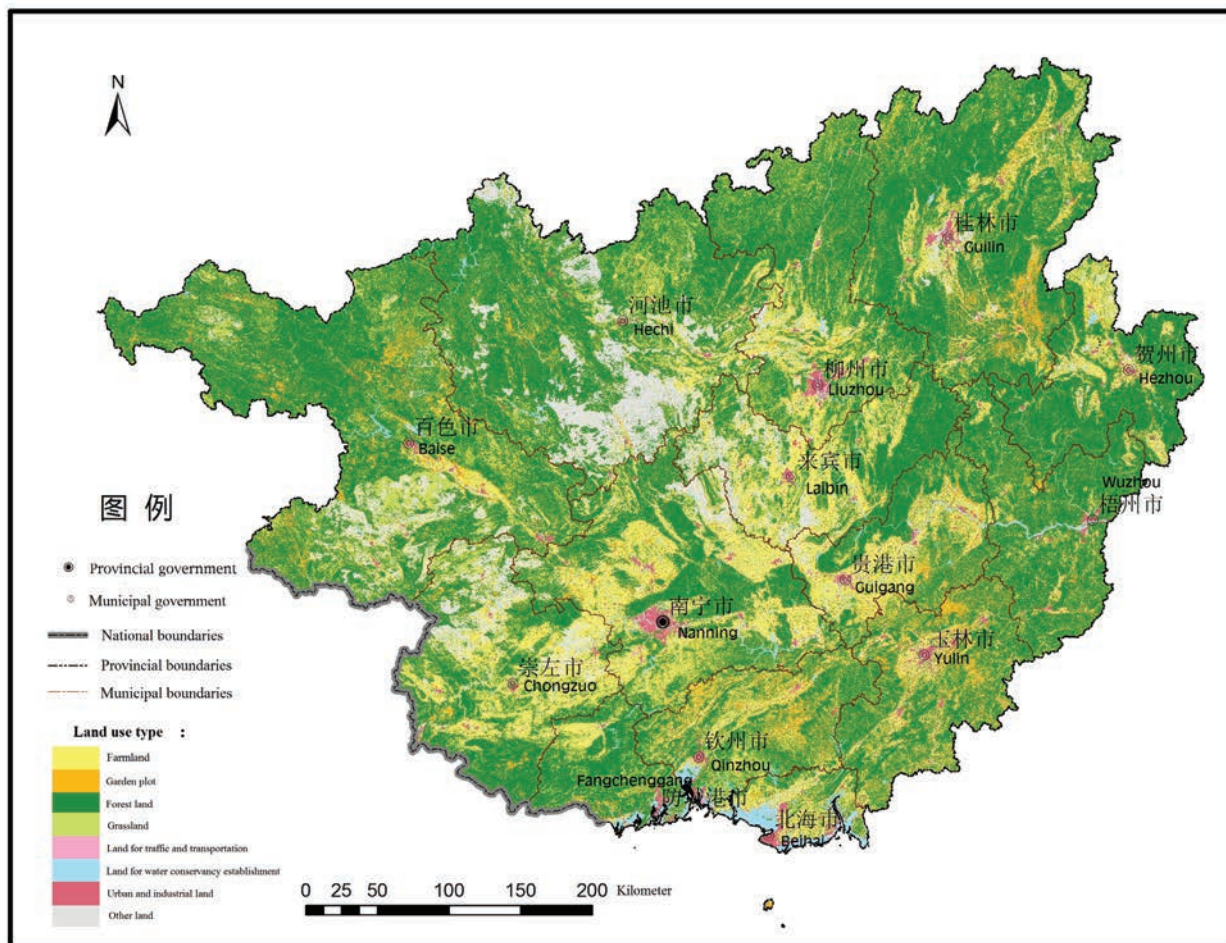 N
桂林市
Guilin
河池市
Hechi
贺州市
Hezhou
柳州市
Liuzhou
百色市
Baise
来宾市
Laibin
Wuzhou
梧州市
贵港市
Guigang
南宁市
Nanning
玉林市
Yulin
崇左市
Chongzuo
钦州市
Qinzhou
Fangchenggang
防城港市
北海市
Beihai
图 例
Provincial government
Municipal government
National boundaries
Provincial boundaries
Municipal boundaries
Land use type :
Farmland
Garden plot
Forest land
Grassland
Land for traffic and transportation
Land for water conservancy establishment
Urban and industrial land
Other land
0 25 50 100 150 200 Kilometer